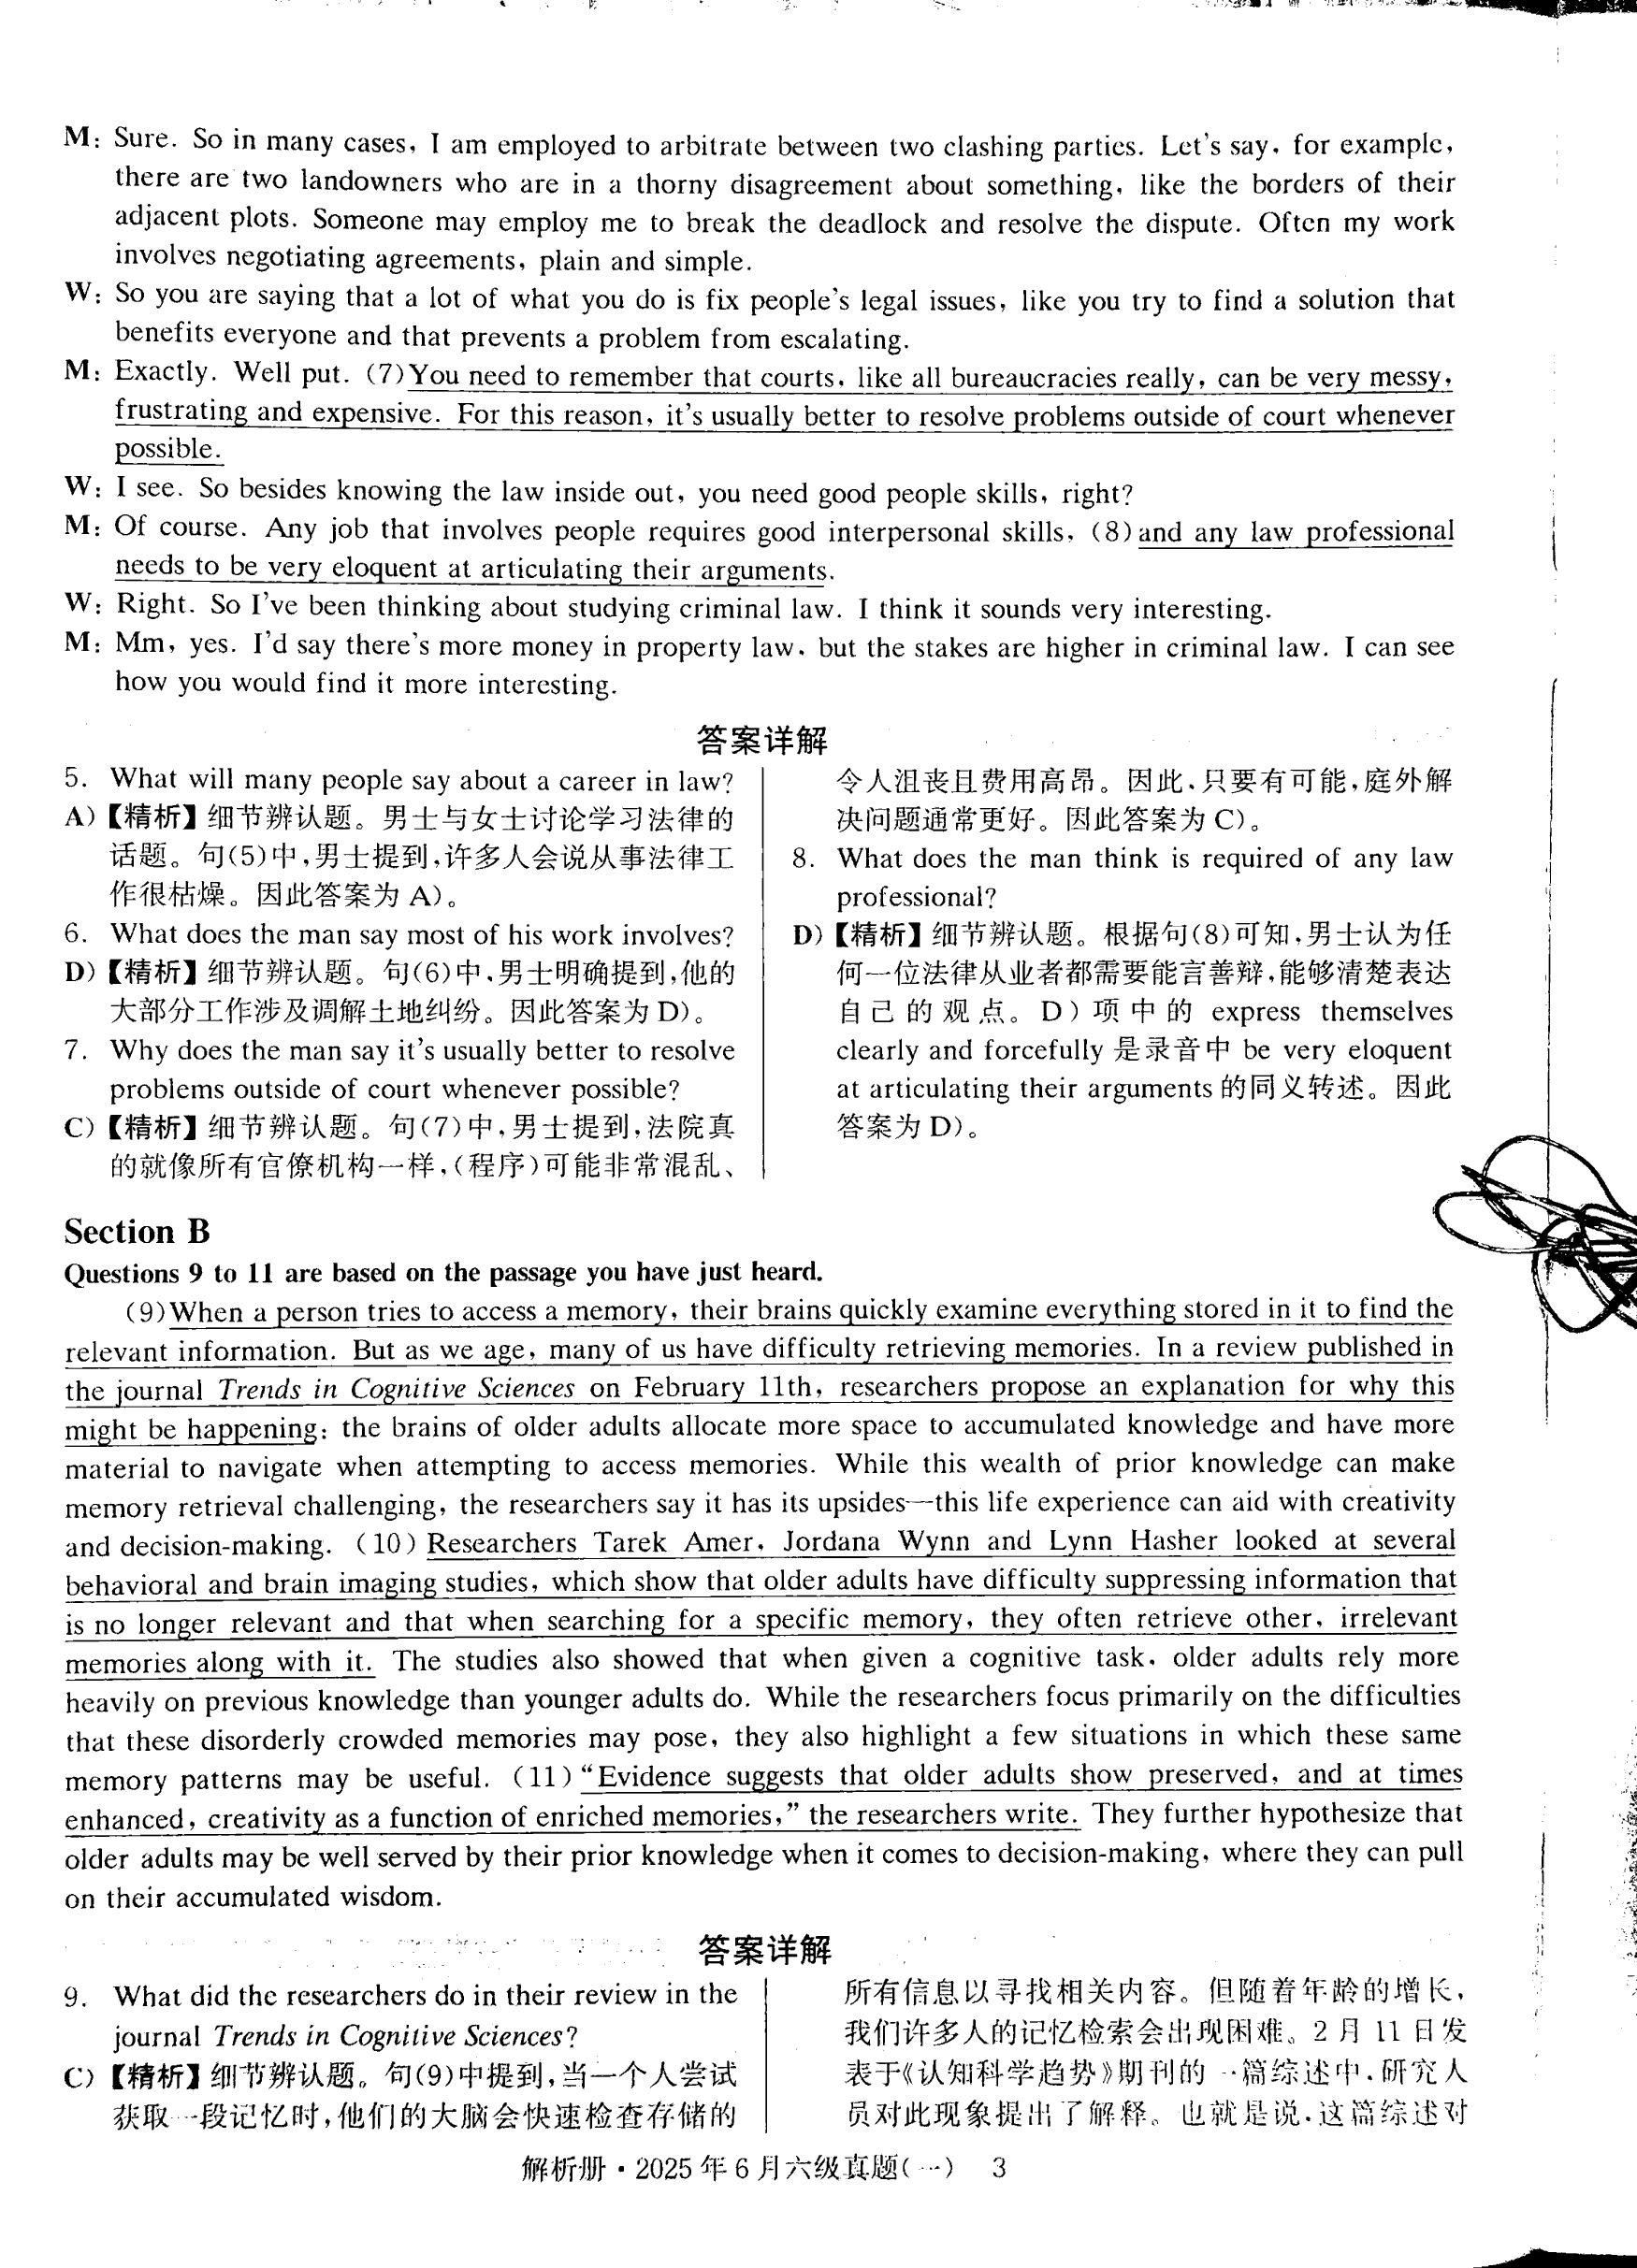 M: Sure. So in many cases, I am employed to arbitrate between two clashing parties. Let's say, for example,
there are two landowners who are in a thorny disagreement about something, like the borders of their
adjacent plots. Someone may employ me to break the deadlock and resolve the dispute. Often my work
involves negotiating agreements, plain and simple.
W: So you are saying that a lot of what you do is fix people's legal issues, like you try to find a solution that
benefits everyone and that prevents a problem from escalating.
M: Exactly. Well put. (7)You need to remember that courts, like all bureaucracies really, can be very messy,
frustrating and expensive. For this reason, it's usually better to resolve problems outside of court whenever
possible.
W: I see. So besides knowing the law inside out, you need good people skills, right?
M: Of course. Any job that involves people requires good interpersonal skills, (8)and any law professional
needs to be very eloquent at articulating their arguments.
W: Right. So I've been thinking about studying criminal law. I think it sounds very interesting.
M: Mm, yes. I'd say there's more money in property law, but the stakes are higher in criminal law. I can see
how you would find it more interesting.
答案详解
5. What will many people say about a career in law?
A)【精析】细节辨认题。男士与女士讨论学习法律的
话题。句(5)中,男士提到,许多人会说从事法律工
作很枯燥。因此答案为 A)。
6. What does the man say most of his work involves?
D)【精析】细节辨认题。句(6)中,男士明确提到,他的
大部分工作涉及调解土地纠纷。因此答案为 D)。
7. Why does the man say it's usually better to resolve
problems outside of court whenever possible?
C)【精析】细节辨认题。句(7)中,男士提到,法院真
的就像所有官僚机构一样,(程序)可能非常混乱、
令人沮丧且费用高昂。因此,只要有可能,庭外解
决问题通常更好。因此答案为 C)。
8. What does the man think is required of any law
professional?
D)【精析】细节辨认题。根据句(8)可知,男士认为任
何一位法律从业者都需要能言善辩,能够清楚表达
自己的观点。D)项中的 express themselves
clearly and forcefully 是录音中 be very eloquent
at articulating their arguments 的同义转述。因此
答案为 D)。
Section B
Questions 9 to 11 are based on the passage you have just heard.
(9)When a person tries to access a memory, their brains quickly examine everything stored in it to find the
relevant information. But as we age, many of us have difficulty retrieving memories. In a review published in
the journal Trends in Cognitive Sciences on February 11th, researchers propose an explanation for why this
might be happening: the brains of older adults allocate more space to accumulated knowledge and have more
material to navigate when attempting to access memories. While this wealth of prior knowledge can make
memory retrieval challenging, the researchers say it has its upsides—this life experience can aid with creativity
and decision-making. (10)Researchers Tarek Amer, Jordana Wynn and Lynn Hasher looked at several
behavioral and brain imaging studies, which show that older adults have difficulty suppressing information that
is no longer relevant and that when searching for a specific memory, they often retrieve other, irrelevant
memories along with it. The studies also showed that when given a cognitive task, older adults rely more
heavily on previous knowledge than younger adults do. While the researchers focus primarily on the difficulties
that these disorderly crowded memories may pose, they also highlight a few situations in which these same
memory patterns may be useful. (11)“Evidence suggests that older adults show preserved, and at times
enhanced, creativity as a function of enriched memories,” the researchers write. They further hypothesize that
older adults may be well served by their prior knowledge when it comes to decision-making, where they can pull
on their accumulated wisdom.
答案详解
9. What did the researchers do in their review in the
journal Trends in Cognitive Sciences?
C)【精析】细节辨认题。句(9)中提到,当一个人尝试
获取一段记忆时,他们的大脑会快速检查存储的
所有信息以寻找相关内容。但随着年龄的增长,
我们许多人的记忆检索会出现困难。2 月 11 日发
表于《认知科学趋势》期刊的一篇综述中,研究人
员对此现象提出了解释。也就是说,这篇综述对
解析册·2025 年 6 月六级真题(一) 3